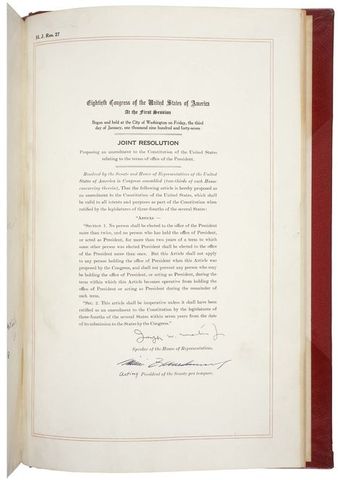 H. J. Res. 27
Eightieth Congress of the United States of America
At the First Session
Begun and held at the City of Washington on Friday, the third
day of January, one thousand nine hundred and forty-seven
JOINT RESOLUTION
Proposing an amendment to the Constitution of the United States
relating to the terms of office of the President.
Resolved by the Senate and House of Representatives of the
United States of America in Congress assembled (two-thirds of each House
concurring therein), That the following article is hereby proposed as
an amendment to the Constitution of the United States, which shall
be valid to all intents and purposes as part of the Constitution when
ratified by the legislatures of three-fourths of the several States:
"Article —
"Section 1. No person shall be elected to the office of the President
more than twice, and no person who has held the office of President,
or acted as President, for more than two years of a term to which
some other person was elected President shall be elected to the office
of the President more than once. But this Article shall not apply
to any person holding the office of President when this Article was
proposed by the Congress, and shall not prevent any person who may
be holding the office of President, or acting as President, during the
term within which this Article becomes operative from holding the
office of President or acting as President during the remainder of
such term.
"Sec. 2. This article shall be inoperative unless it shall have been
ratified as an amendment to the Constitution by the legislatures of
three-fourths of the several States within seven years from the date
of its submission to the States by the Congress."
Speaker of the House of Representatives.
Acting President of the Senate pro tempore.